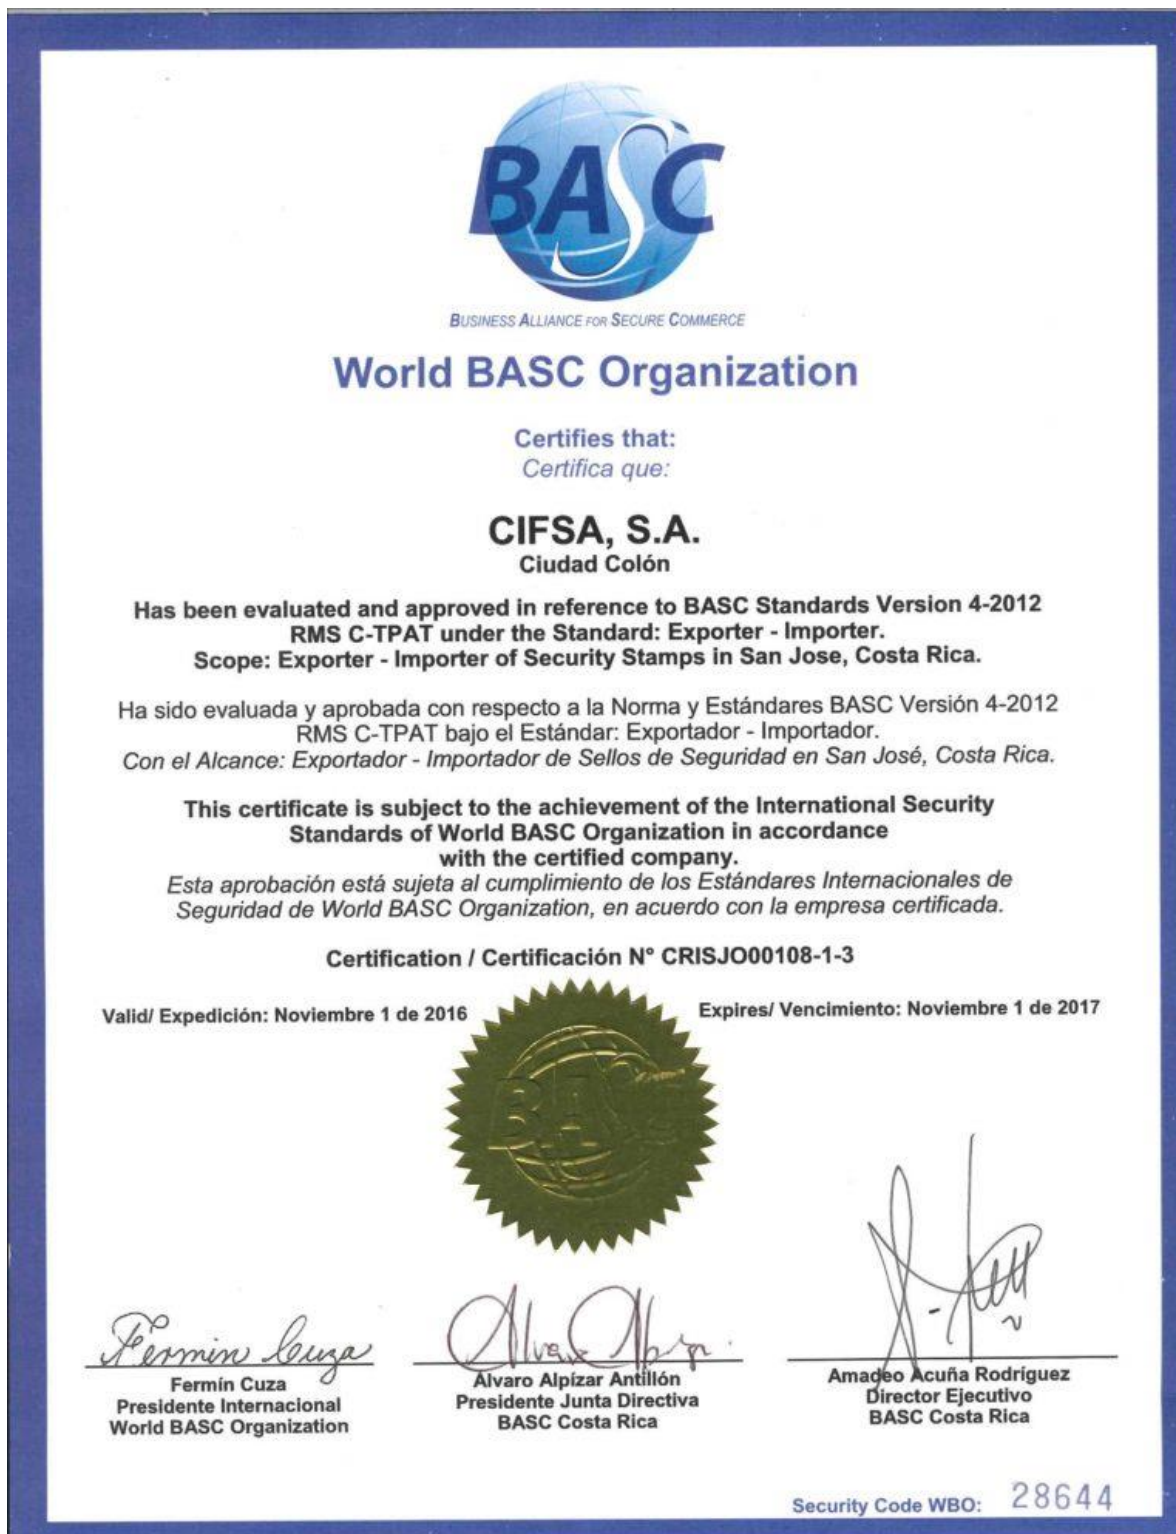 BASC
BUSINESS ALLIANCE FOR SECURE COMMERCE
World BASC Organization
Certifies that:
Certifica que:
CIFSA, S.A.
Ciudad Colón
Has been evaluated and approved in reference to BASC Standards Version 4-2012
RMS C-TPAT under the Standard: Exporter - Importer.
Scope: Exporter - Importer of Security Stamps in San Jose, Costa Rica.
Ha sido evaluada y aprobada con respecto a la Norma y Estándares BASC Versión 4-2012
RMS C-TPAT bajo el Estándar: Exportador - Importador.
Con el Alcance: Exportador - Importador de Sellos de Seguridad en San José, Costa Rica.
This certificate is subject to the achievement of the International Security
Standards of World BASC Organization in accordance
with the certified company.
Esta aprobación está sujeta al cumplimiento de los Estándares Internacionales de
Seguridad de World BASC Organization, en acuerdo con la empresa certificada.
Certification / Certificación N° CRISJO00108-1-3
Valid/ Expedición: Noviembre 1 de 2016
Expires/ Vencimiento: Noviembre 1 de 2017
BASC
Fermin Cuza
Alvaro Alpízar
Fermín Cuza
Presidente Internacional
World BASC Organization
Álvaro Alpízar Antillón
Presidente Junta Directiva
BASC Costa Rica
Amadeo Acuña Rodríguez
Director Ejecutivo
BASC Costa Rica
Security Code WBO: 28644